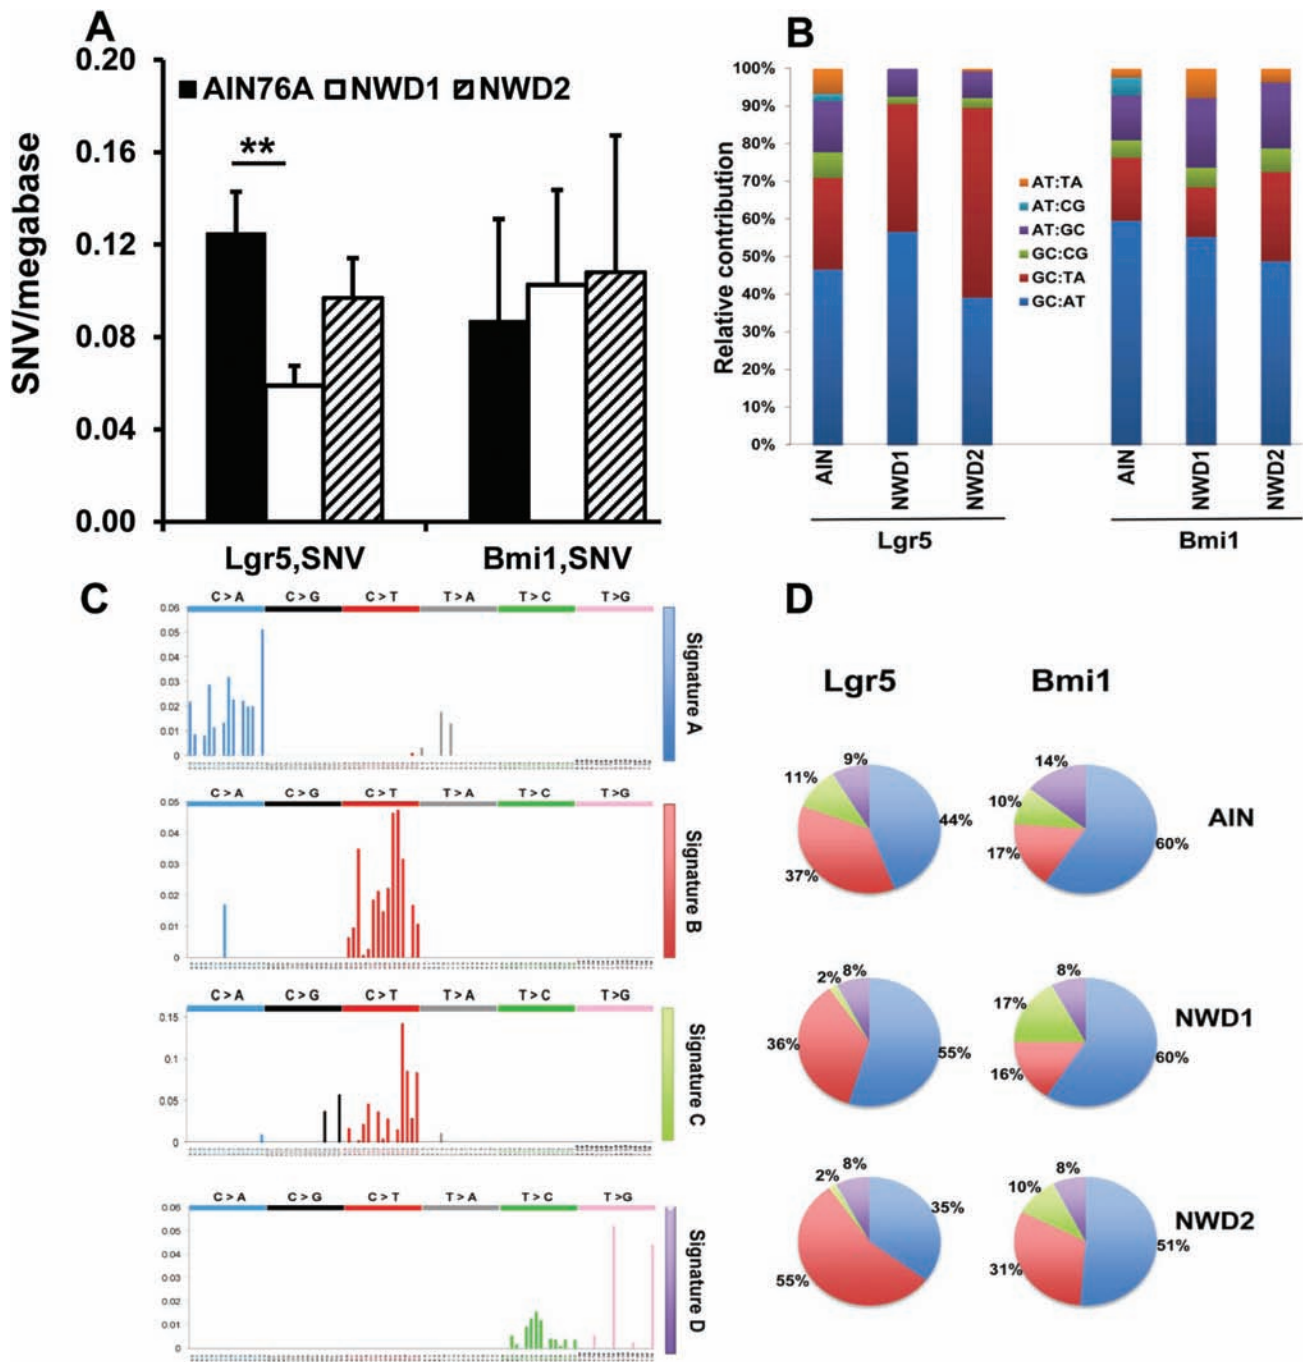 A
SNV/megabase
0.20
0.16
0.12
0.08
0.04
0.00
AIN76A NWD1 NWD2
**
Lgr5,SNV Bmi1,SNV
B
Relative contribution
100%
90%
80%
70%
60%
50%
40%
30%
20%
10%
0%
AT:TA
AT:CG
AT:GC
GC:CG
GC:TA
GC:AT
AIN NWD1 NWD2 AIN NWD1 NWD2
Lgr5 Bmi1
C
C > A C > G C > T T > A T > C T > G
0.06
0.05
0.04
0.03
0.02
0.01
0
Signature A
C > A C > G C > T T > A T > C T > G
0.05
0.04
0.03
0.02
0.01
0
Signature B
C > A C > G C > T T > A T > C T > G
0.15
0.1
0.05
0
Signature C
C > A C > G C > T T > A T > C T > G
0.06
0.05
0.04
0.03
0.02
0.01
0
Signature D
D
Lgr5 Bmi1
9% 14%
11% 10%
44% 60%
37% 17%
AIN
2% 8% 8%
17%
36% 55% 60%
16%
NWD1
2% 8% 8%
10%
35% 51%
55% 31%
NWD2